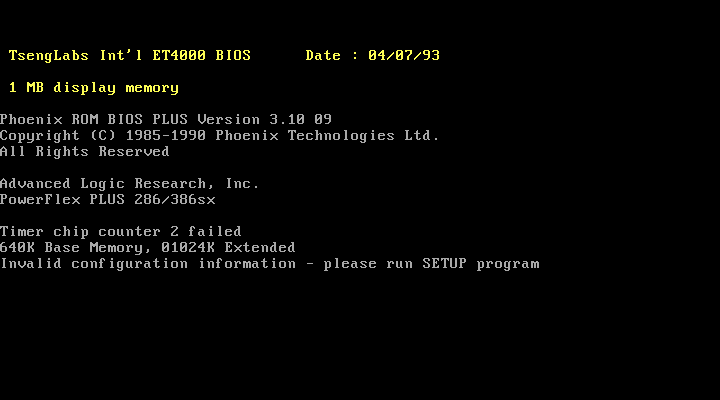 TsengLabs Int'l ET4000 BIOS      Date : 04/07/93
1 MB display memory
Phoenix ROM BIOS PLUS Version 3.10 09
Copyright (C) 1985-1990 Phoenix Technologies Ltd.
All Rights Reserved
Advanced Logic Research, Inc.
PowerFlex PLUS 286/386sx
Timer chip counter 2 failed
640K Base Memory, 01024K Extended
Invalid configuration information - please run SETUP program